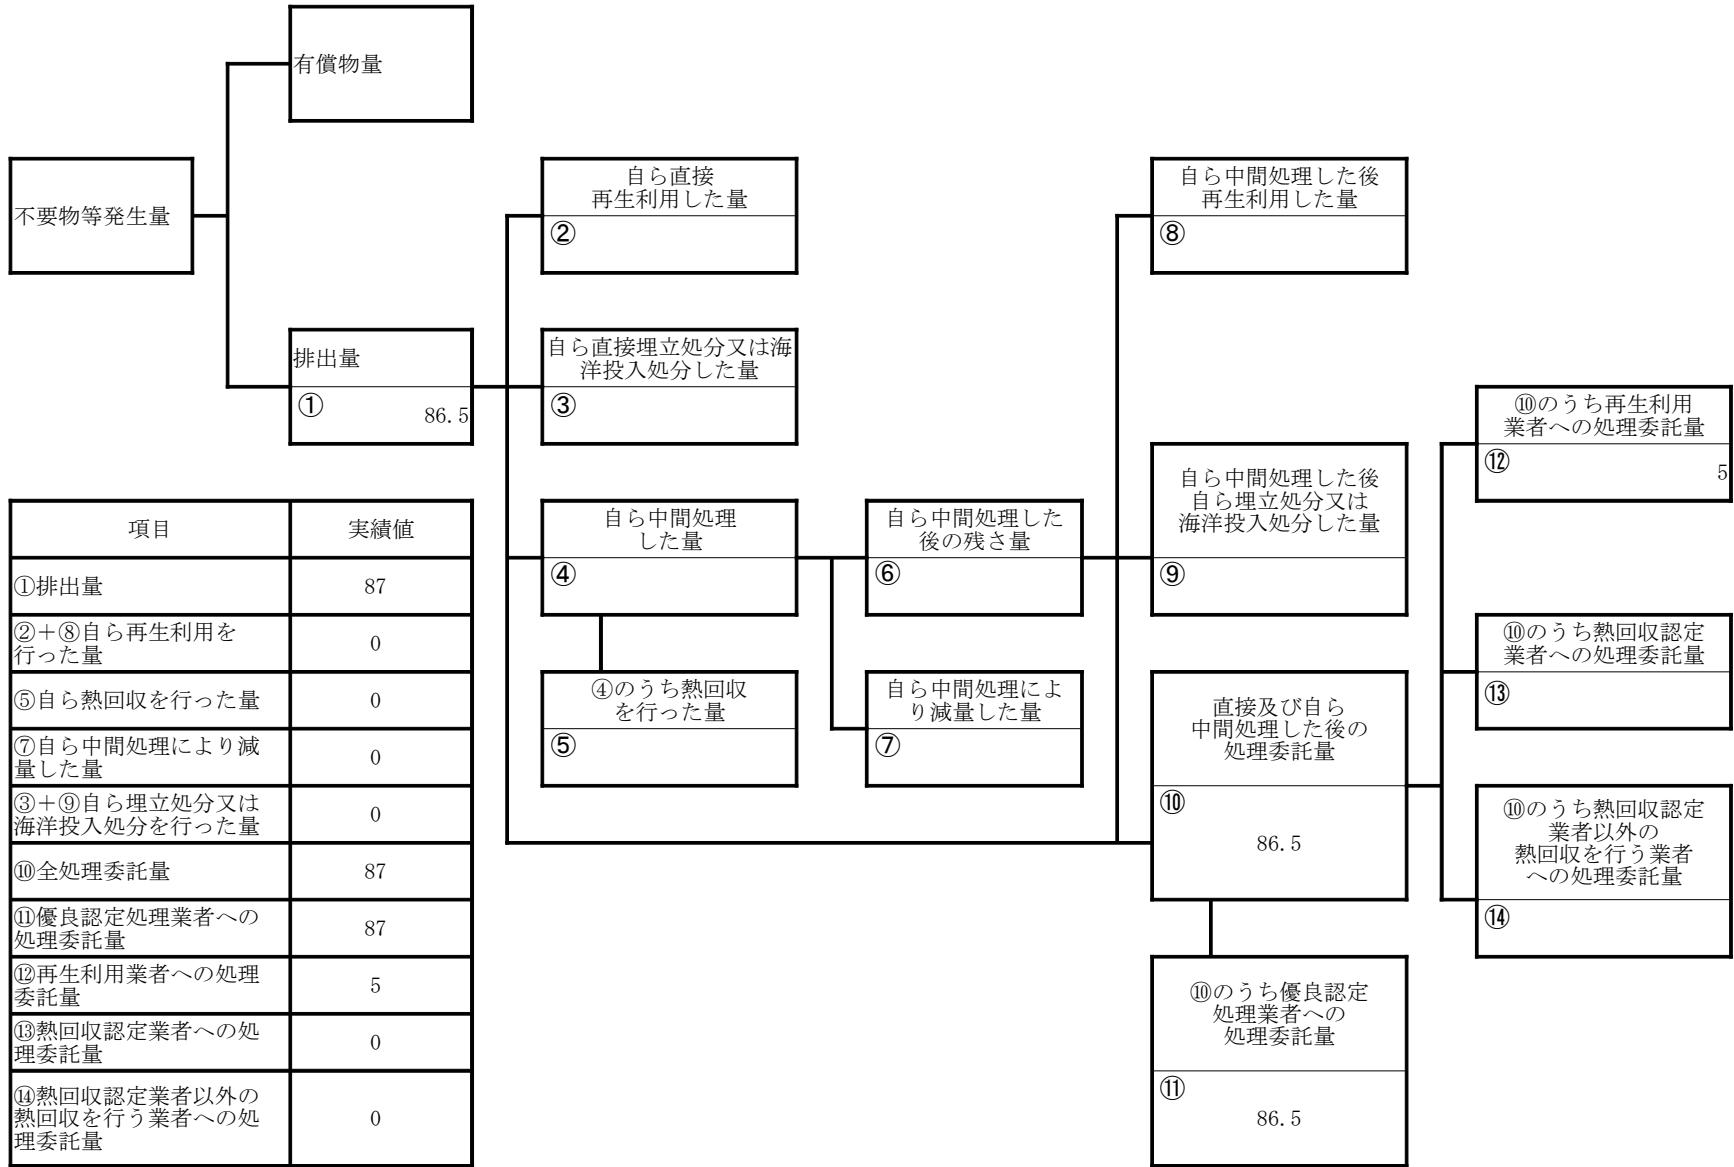 有償物量
不要物等発生量
自ら直接
再生利用した量
②
自ら中間処理した後
再生利用した量
⑧
排出量
①
86.5
自ら直接埋立処分又は海
洋投入処分した量
③
⑩のうち再生利用
業者への処理委託量
⑫
5
自ら中間処理した後
自ら埋立処分又は
海洋投入処分した量
⑨
自ら中間処理
した量
④
自ら中間処理した
後の残さ量
⑥
④のうち熱回収
を行った量
⑤
自ら中間処理によ
り減量した量
⑦
⑩のうち熱回収認定
業者への処理委託量
⑬
直接及び自ら
中間処理した後の
処理委託量
⑩
86.5
⑩のうち熱回収認定
業者以外の
熱回収を行う業者
への処理委託量
⑭
⑩のうち優良認定
処理業者への
処理委託量
⑪
86.5
項目 実績値
①排出量 87
②+⑧自ら再生利用を
行った量 0
⑤自ら熱回収を行った量 0
⑦自ら中間処理により減
量した量 0
③+⑨自ら埋立処分又は
海洋投入処分を行った量 0
⑩全処理委託量 87
⑪優良認定処理業者への
処理委託量 87
⑫再生利用業者への処理
委託量 5
⑬熱回収認定業者への処
理委託量 0
⑭熱回収認定業者以外の
熱回収を行う業者への処
理委託量 0